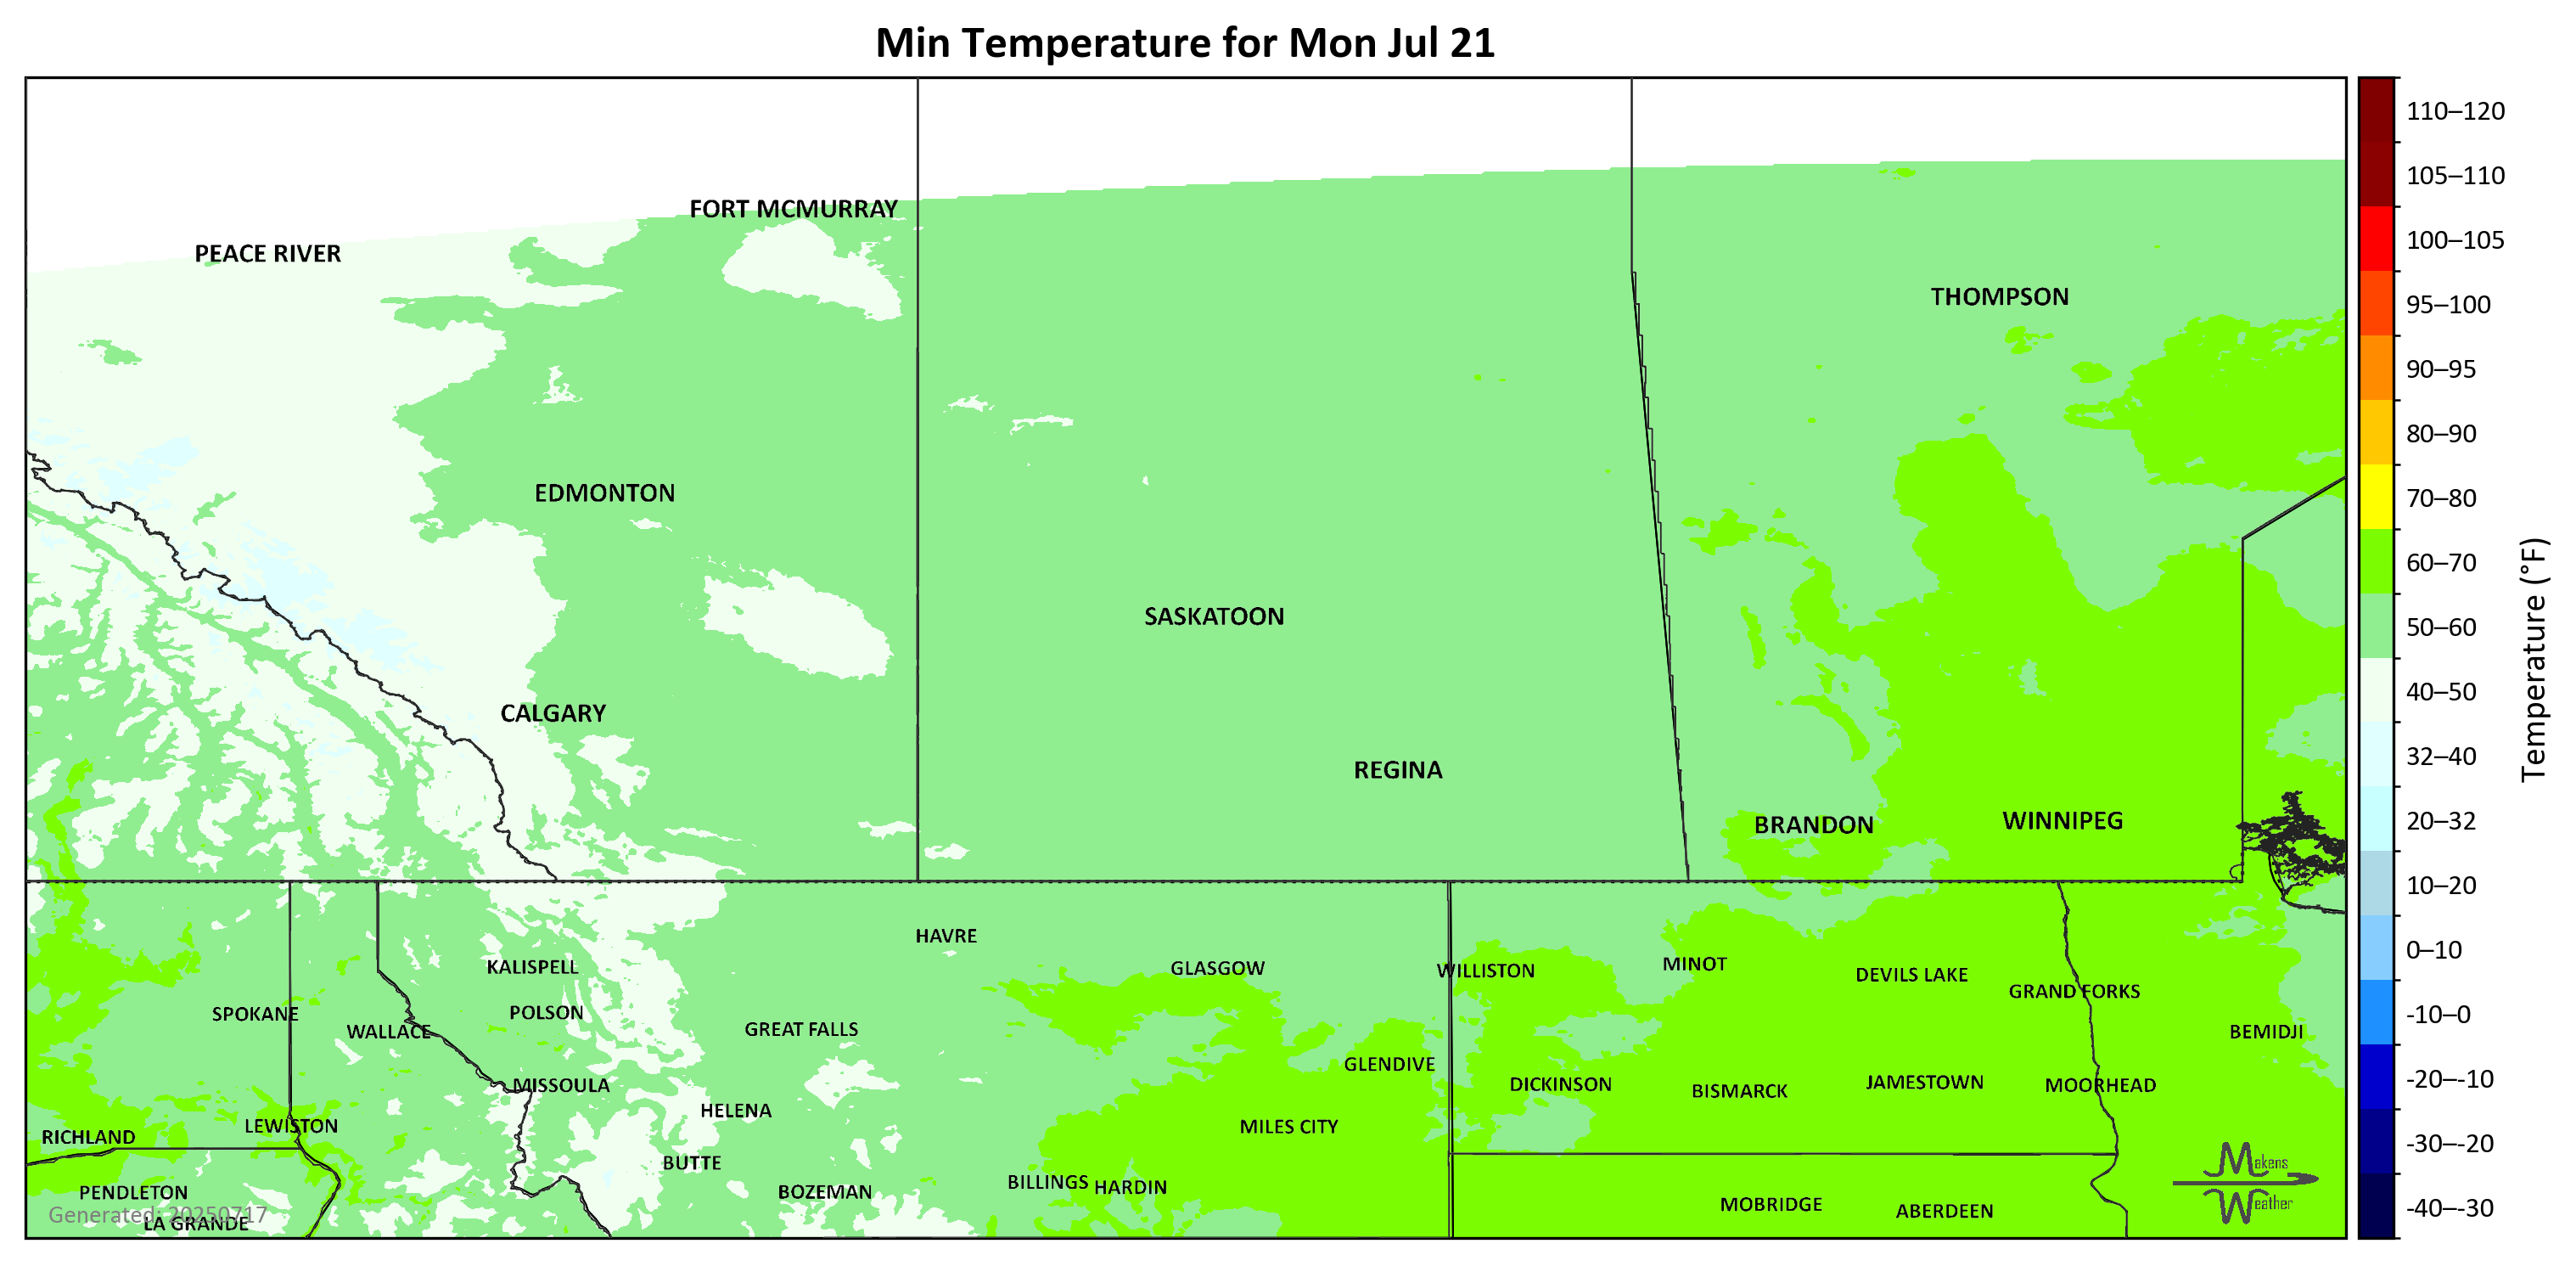 Min Temperature for Mon Jul 21
FORT MCMURRAY
PEACE RIVER
THOMPSON
EDMONTON
SASKATOON
CALGARY
REGINA
BRANDON
WINNIPEG
HAVRE
KALISPELL
GLASGOW
WILLISTON
MINOT
DEVILS LAKE
GRAND FORKS
SPOKANE
POLSON
WALLACE
GREAT FALLS
BEMIDJI
GLENDIVE
MISSOULA
DICKINSON
BISMARCK
JAMESTOWN
MOORHEAD
HELENA
LEWISTON
MILES CITY
RICHLAND
BUTTE
BILLINGS
HARDIN
PENDLETON
BOZEMAN
MOBRIDGE
ABERDEEN
Generated: 20250717
LA GRANDE
Makens
Weather
110–120
105–110
100–105
95–100
90–95
80–90
70–80
60–70
50–60
40–50
32–40
20–32
10–20
0–10
-10–0
-20–-10
-30–-20
-40–-30
Temperature (°F)